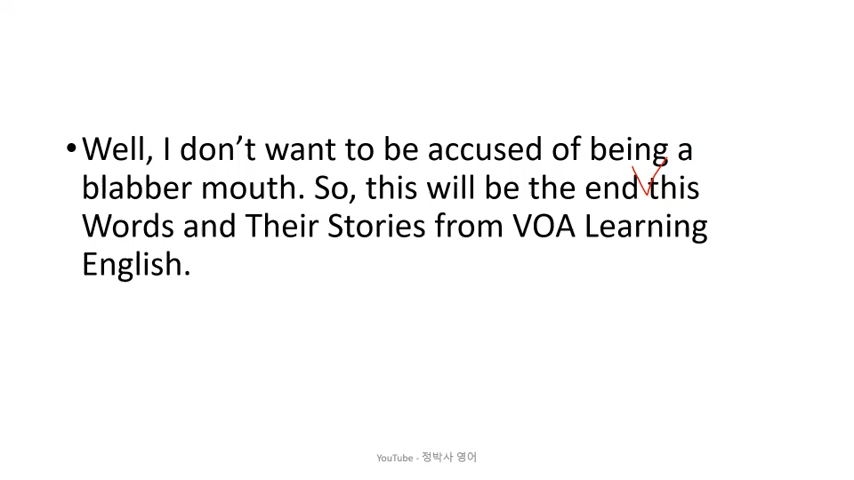 •Well, I don’t want to be accused of being a
blabber mouth. So, this will be the end this
Words and Their Stories from VOA Learning
English.
YouTube - 정박사 영어